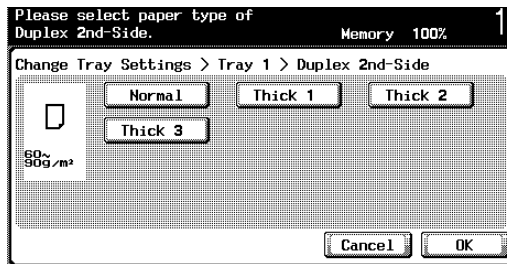 Please select paper type of
Duplex 2nd-Side.
Memory 100%
1
Change Tray Settings > Tray 1 > Duplex 2nd-Side
Normal
Thick 1
Thick 2
Thick 3
60~
90g/m²
Cancel
OK